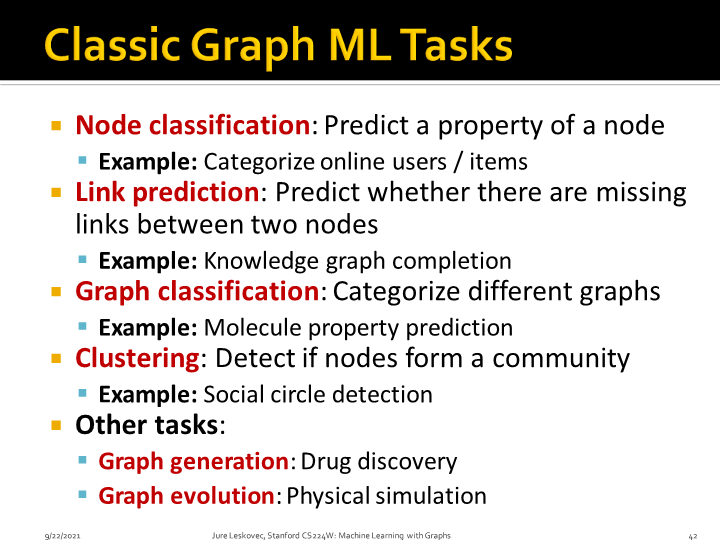 Classic Graph ML Tasks
Node classification: Predict a property of a node
Example: Categorize online users / items
Link prediction: Predict whether there are missing
links between two nodes
Example: Knowledge graph completion
Graph classification: Categorize different graphs
Example: Molecule property prediction
Clustering: Detect if nodes form a community
Example: Social circle detection
Other tasks:
Graph generation: Drug discovery
Graph evolution: Physical simulation
9/22/2021 Jure Leskovec, Stanford CS224W: Machine Learning with Graphs 42